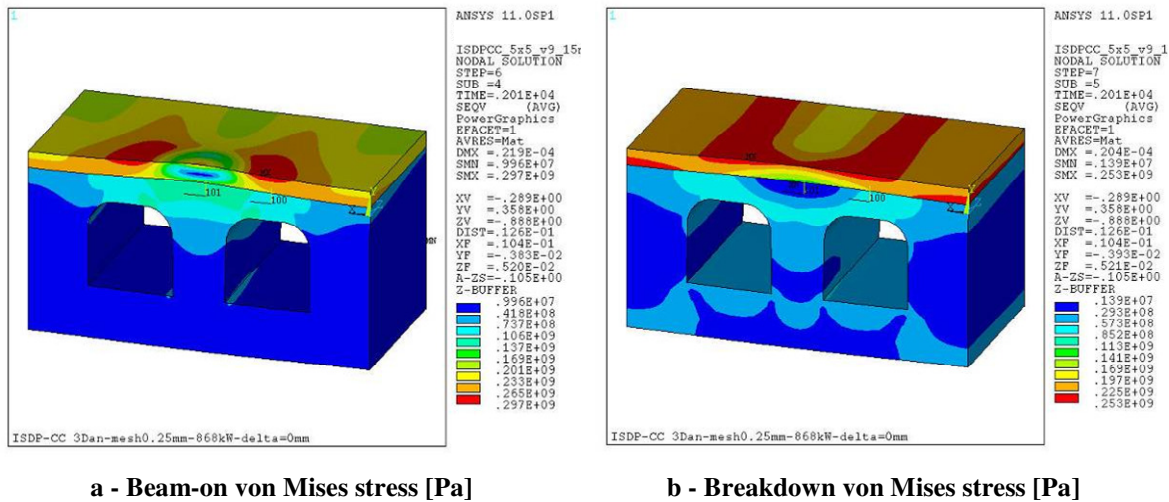 1
ANSYS 11.0SP1
ISDPCC_5x5_v9_15
NODAL SOLUTION
STEP=6
SUB =4
TIME=.201E+04
SEQV (AVG)
PowerGraphics
EFACET=1
AVRES=Mat
DMX =.219E-04
SMN =.996E+07
SMX =.297E+09
XV =-.289E+00
YV =.358E+00
ZV =-.888E+00
DIST=.126E-01
XF =.104E-01
YF =-.383E-02
ZF =.520E-02
A-ZS=-.105E+00
Z-BUFFER
.996E+07
.418E+08
.737E+08
.106E+09
.137E+09
.169E+09
.201E+09
.233E+09
.265E+09
.297E+09
101
100
ISDP-CC 3Dan-mesh0.25mm-868kW-delta=0mm
1
ANSYS 11.0SP1
ISDPCC_5x5_v9_1
NODAL SOLUTION
STEP=7
SUB =5
TIME=.201E+04
SEQV (AVG)
PowerGraphics
EFACET=1
AVRES=Mat
DMX =.204E-04
SMN =.139E+07
SMX =.253E+09
XV =-.289E+00
YV =.358E+00
ZV =-.888E+00
DIST=.126E-01
XF =.104E-01
YF =-.393E-02
ZF =.521E-02
A-ZS=-.105E+00
Z-BUFFER
.139E+07
.293E+08
.573E+08
.852E+08
.113E+09
.141E+09
.169E+09
.197E+09
.225E+09
.253E+09
100
ISDP-CC 3Dan-mesh0.25mm-868kW-delta=0mm
a - Beam-on von Mises stress [Pa]
b - Breakdown von Mises stress [Pa]